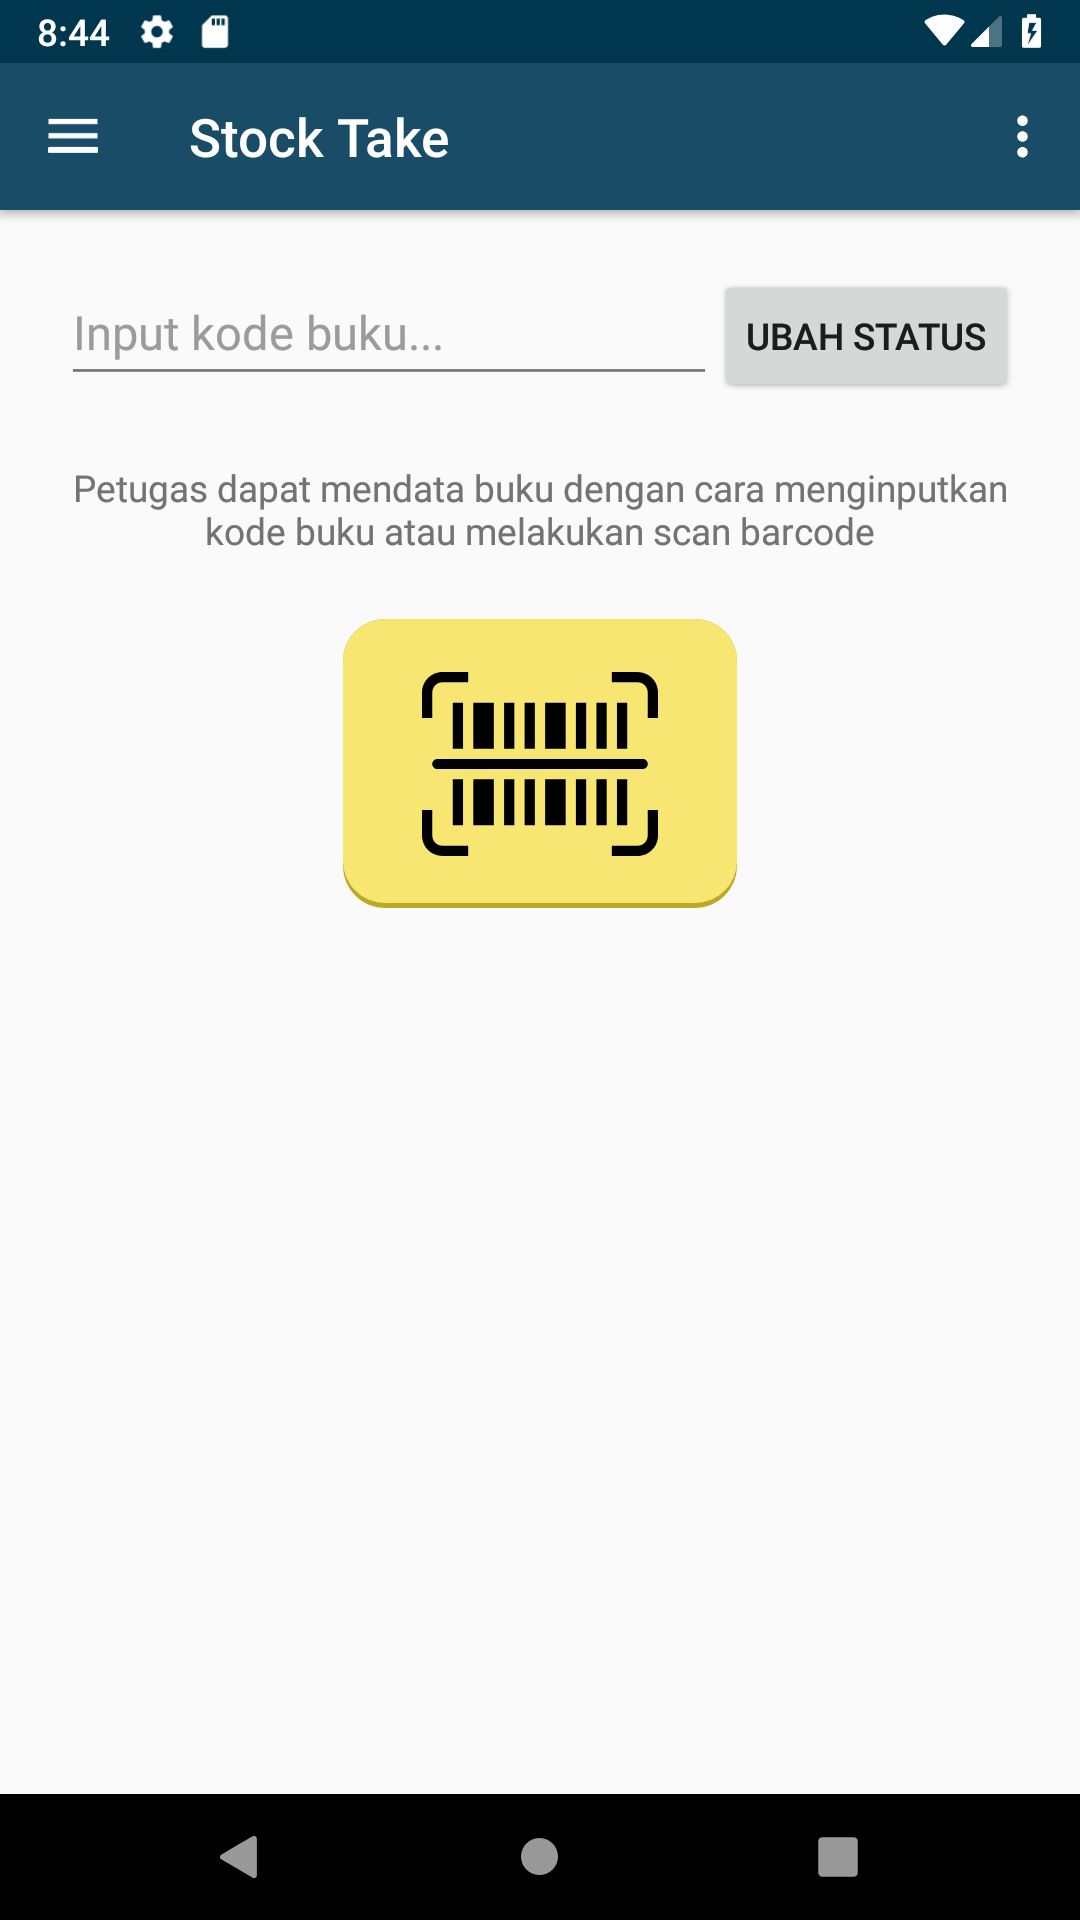 8:44
Stock Take
Input kode buku...
UBAH STATUS
Petugas dapat mendata buku dengan cara menginputkan
kode buku atau melakukan scan barcode